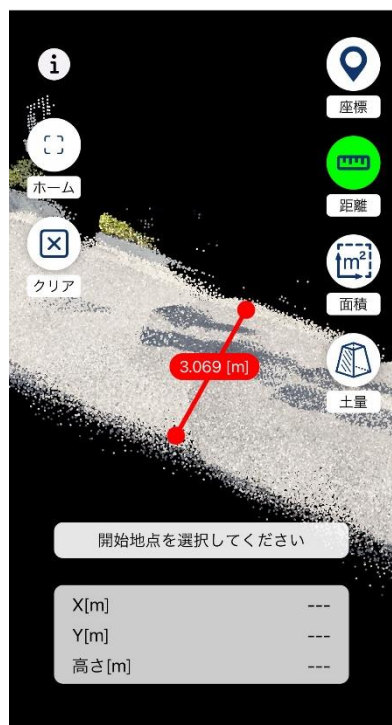 i
座標
ホーム
距離
クリア
m²
面積
3.069 [m]
土量
開始地点を選択してください
X[m] ---
Y[m] ---
高さ[m] ---